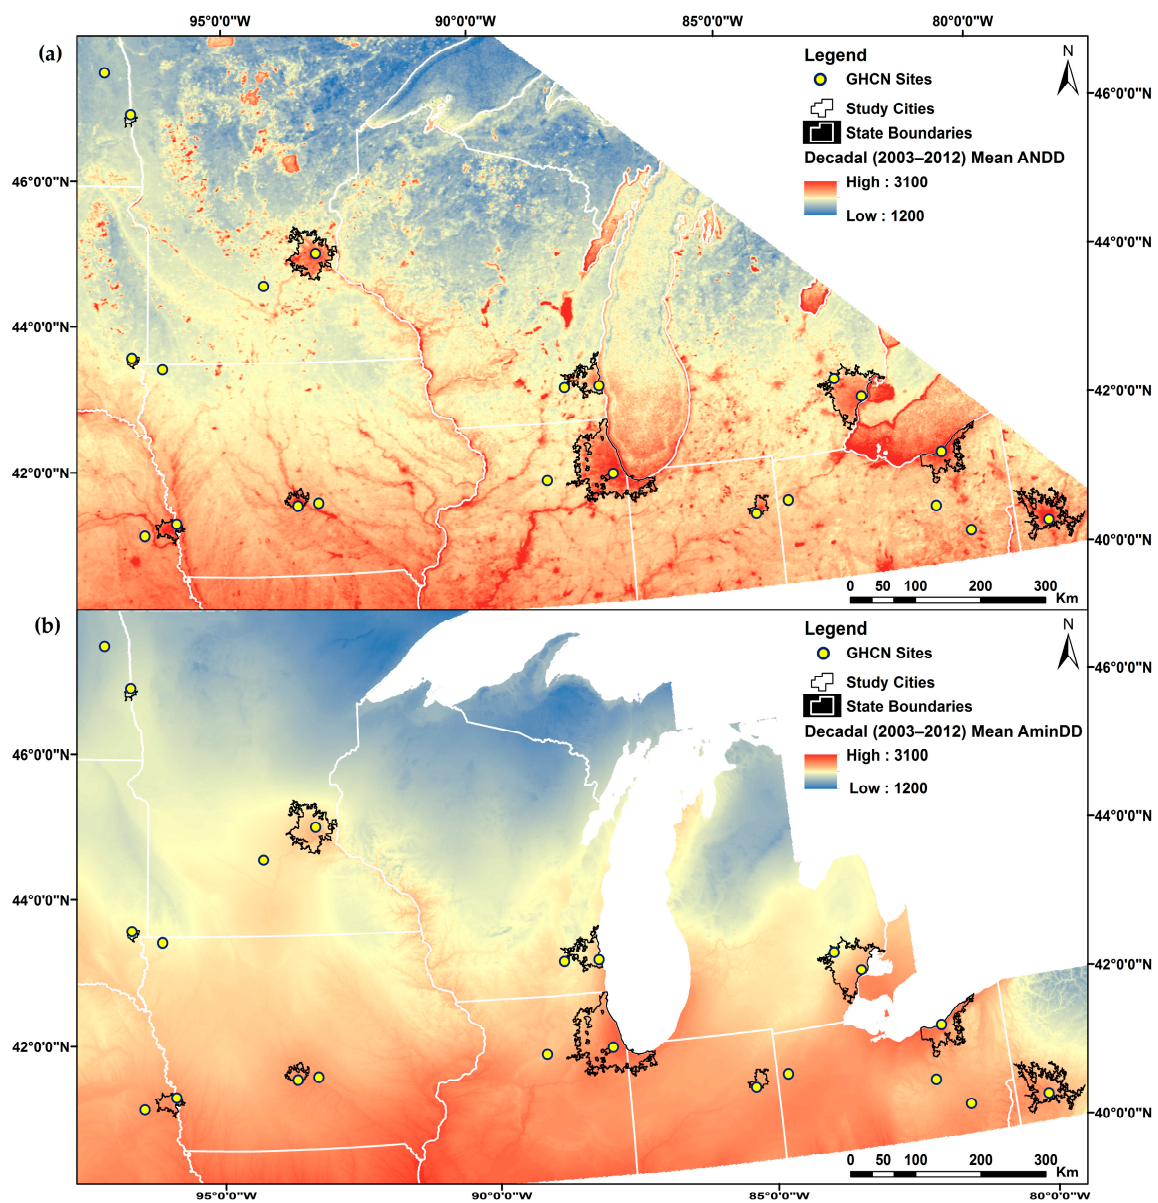 95°0'0"W 90°0'0"W 85°0'0"W 80°0'0"W
(a)
Legend
GHCN Sites
Study Cities
State Boundaries
Decadal (2003–2012) Mean ANDD
High : 3100
Low : 1200
N
46°0'0"N
46°0'0"N
44°0'0"N
44°0'0"N
42°0'0"N
42°0'0"N
40°0'0"N
0 50 100 200 300
Km
(b)
Legend
GHCN Sites
Study Cities
State Boundaries
Decadal (2003–2012) Mean AminDD
High : 3100
Low : 1200
N
46°0'0"N
46°0'0"N
44°0'0"N
44°0'0"N
42°0'0"N
42°0'0"N
40°0'0"N
0 50 100 200 300
Km
95°0'0"W 90°0'0"W 85°0'0"W 80°0'0"W